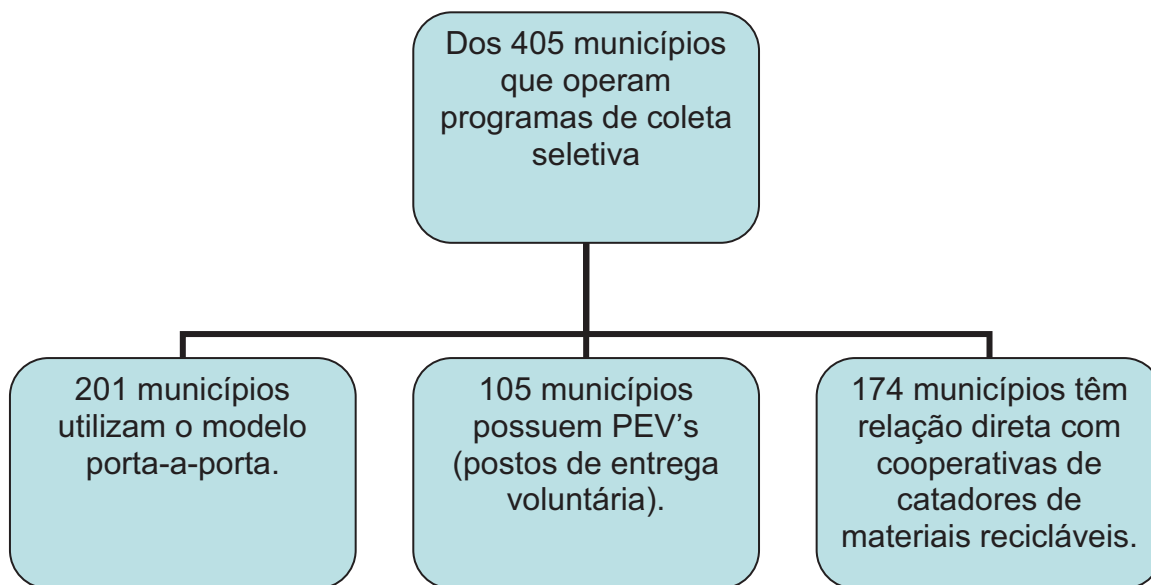 Dos 405 municípios
que operam
programas de coleta
seletiva
201 municípios
utilizam o modelo
porta-a-porta.
105 municípios
possuem PEV's
(postos de entrega
voluntária).
174 municípios têm
relação direta com
cooperativas de
catadores de
materiais recicláveis.